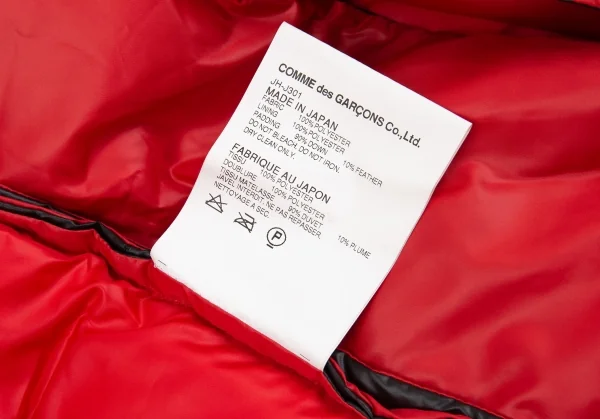 COMME des GARÇONS Co.,Ltd.
JH-J301
MADE IN JAPAN
FABRIC 100% POLYESTER
LINING 100% POLYESTER
PADDING 90% DOWN 10% FEATHER
DO NOT BLEACH, DO NOT IRON.
DRY CLEAN ONLY.
FABRIQUE AU JAPON
TISSU 100% POLYESTER
DOUBLURE 100% POLYESTER
TISSU MATELASSE 90% DUVET 10% PLUME
JAVEL INTERDIT. NE PAS REPASSER.
NETTOYAGE A SEC.
P